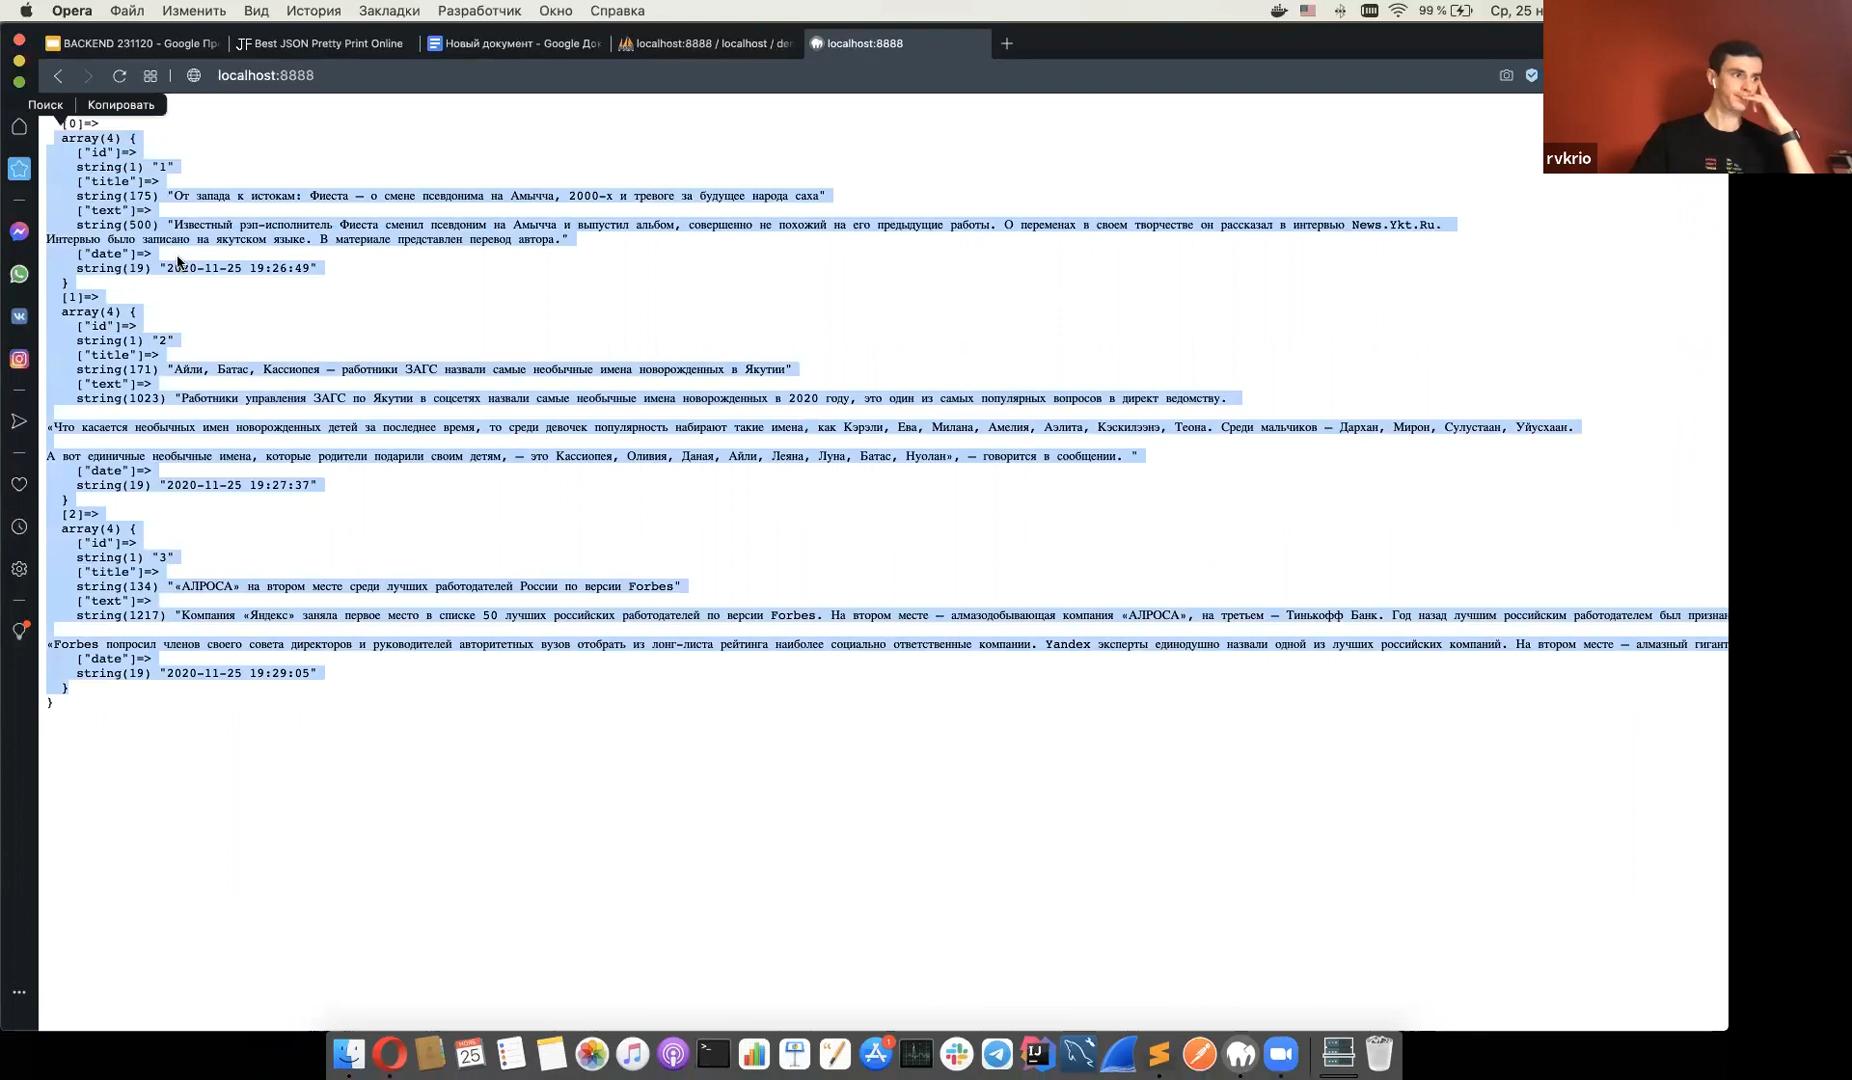 Opera Файл Изменить Вид История Закладки Разработчик Окно Справка 99 % Ср, 25 н
BACKEND 231120 - Google Пр
JF Best JSON Pretty Print Online
Новый документ - Google До
localhost:8888 / localhost / de
localhost:8888
localhost:8888
Поиск Копировать
[0]=>
array(4) {
["id"]=>
string(1) "1"
["title"]=>
string(175) "От запада к истокам: Фиеста — о смене псевдонима на Амычча, 2000-х и тревоге за будущее народа саха"
["text"]=>
string(500) "Известный рэп-исполнитель Фиеста сменил псевдоним на Амычча и выпустил альбом, совершенно не похожий на его предыдущие работы. О переменах в своем творчестве он рассказал в интервью News.Ykt.Ru.
Интервью было записано на якутском языке. В материале представлен перевод автора."
["date"]=>
string(19) "2020-11-25 19:26:49"
}
[1]=>
array(4) {
["id"]=>
string(1) "2"
["title"]=>
string(171) "Айли, Батас, Кассиопея — работники ЗАГС назвали самые необычные имена новорожденных в Якутии"
["text"]=>
string(1023) "Работники управления ЗАГС по Якутии в соцсетях назвали самые необычные имена новорожденных в 2020 году, это один из самых популярных вопросов в директ ведомству.
«Что касается необычных имен новорожденных детей за последнее время, то среди девочек популярность набирают такие имена, как Кэрэли, Ева, Милана, Амелия, Аэлита, Кэскилээнэ, Теона. Среди мальчиков — Дархан, Мирон, Сулустаан, Уйусхаан.
А вот единичные необычные имена, которые родители подарили своим детям, — это Кассиопея, Оливия, Даная, Айли, Леяна, Луна, Батас, Нуолан», — говорится в сообщении. "
["date"]=>
string(19) "2020-11-25 19:27:37"
}
[2]=>
array(4) {
["id"]=>
string(1) "3"
["title"]=>
string(134) "«АЛРОСА» на втором месте среди лучших работодателей России по версии Forbes"
["text"]=>
string(1217) "Компания «Яндекс» заняла первое место в списке 50 лучших российских работодателей по версии Forbes. На втором месте — алмазодобывающая компания «АЛРОСА», на третьем — Тинькофф Банк. Год назад лучшим российским работодателем был признан
«Forbes попросил членов своего совета директоров и руководителей авторитетных вузов отобрать из лонг-листа рейтинга наиболее социально ответственные компании. Yandex эксперты единодушно назвали одной из лучших российских компаний. На втором месте — алмазный гигант
["date"]=>
string(19) "2020-11-25 19:29:05"
}
}
rvkrio
25
1